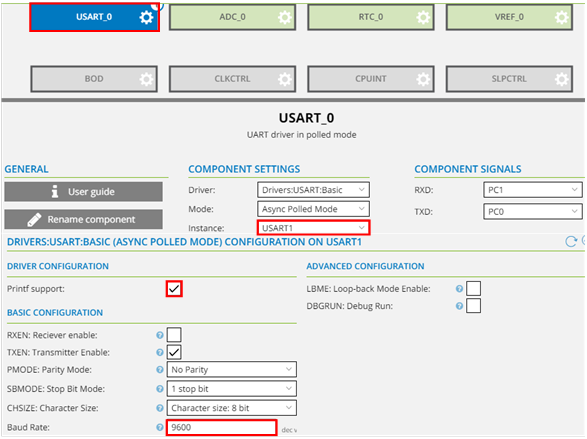 USART_0
ADC_0
RTC_0
VREF_0
BOD
CLKCTRL
CPUINT
SLPCTRL
USART_0
UART driver in polled mode
GENERAL
User guide
Rename component
COMPONENT SETTINGS
Driver: Drivers:USART:Basic
Mode: Async Polled Mode
Instance: USART1
COMPONENT SIGNALS
RXD: PC1
TXD: PC0
DRIVERS:USART:BASIC (ASYNC POLLED MODE) CONFIGURATION ON USART1
DRIVER CONFIGURATION
Printf support:
BASIC CONFIGURATION
RXEN: Reciever enable:
TXEN: Transmitter Enable:
PMODE: Parity Mode: No Parity
SBMODE: Stop Bit Mode: 1 stop bit
CHSIZE: Character Size: Character size: 8 bit
Baud Rate: 9600 dec
ADVANCED CONFIGURATION
LBME: Loop-back Mode Enable:
DBGRUN: Debug Run: